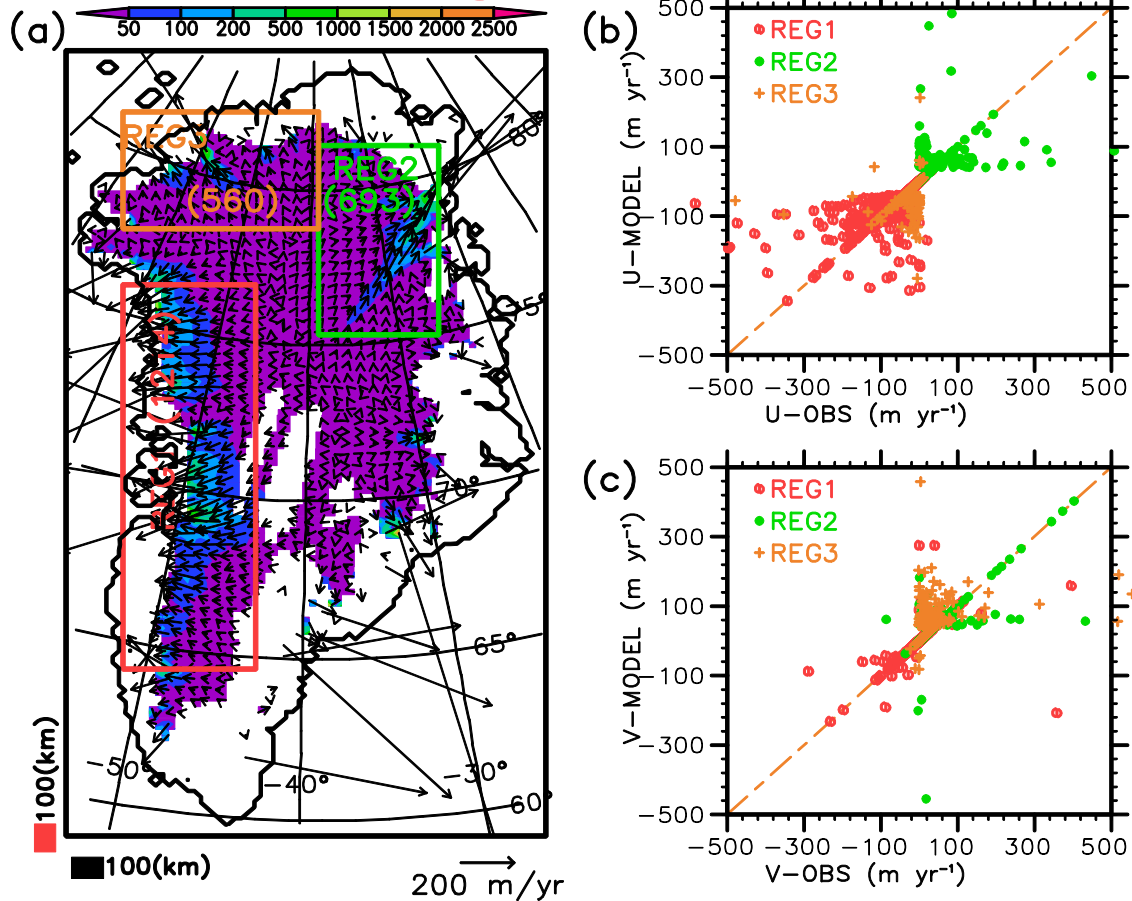 (a)
50 100 200 500 1000 1500 2000 2500
REG3
(560)
REG2
(693)
(1214)
80°
75°
70°
65°
60°
−50°
−40°
−30°
100(km)
100(km)
200 m/yr
(b)
REG1
REG2
REG3
U−MODEL (m yr⁻¹)
500
300
100
−100
−300
−500
−500 −300 −100 100 300 500
U−OBS (m yr⁻¹)
(c)
REG1
REG2
REG3
V−MODEL (m yr⁻¹)
500
300
100
−100
−300
−500
−500 −300 −100 100 300 500
V−OBS (m yr⁻¹)